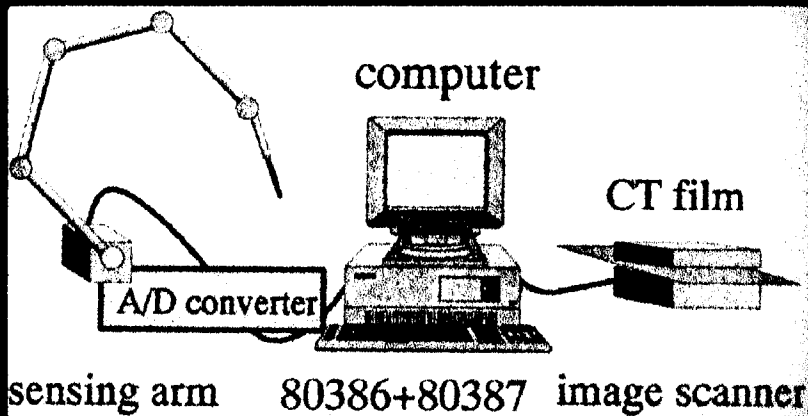 computer
CT film
A/D converter
sensing arm 80386+80387 image scanner